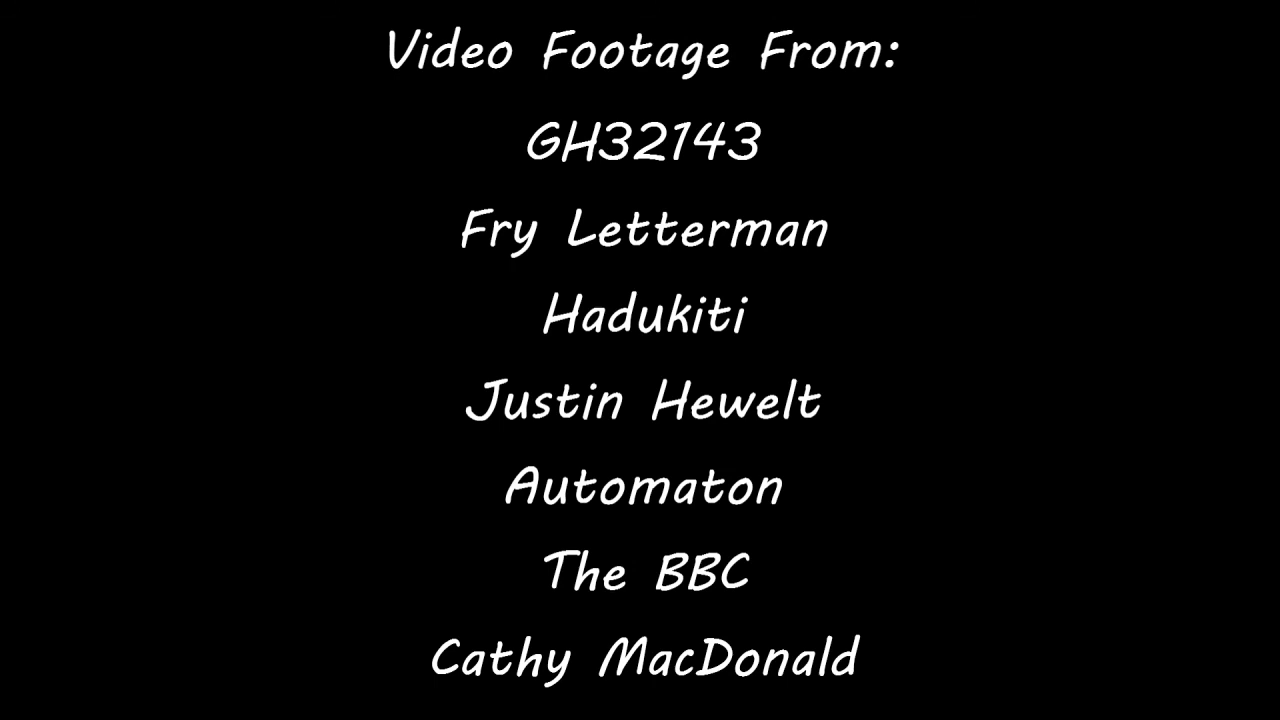 Video Footage From:
GH32143
Fry Letterman
Hadukiti
Justin Hewelt
Automaton
The BBC
Cathy MacDonald